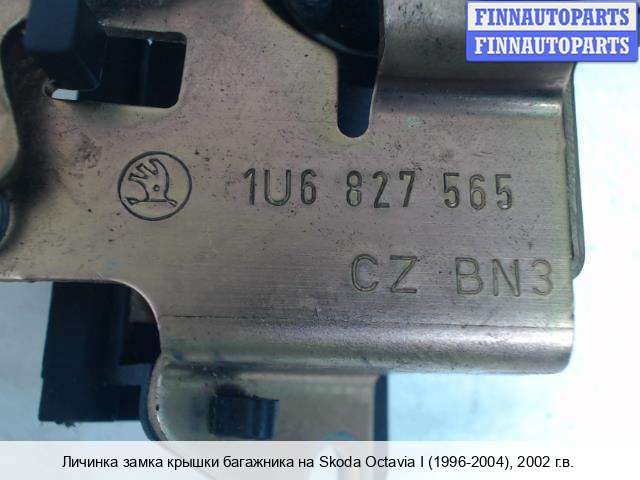 FINNAUTOPARTS
FINNAUTOPARTS
1U6 827 565
CZ BN3
Личинка замка крышки багажника на Skoda Octavia I (1996-2004), 2002 г.в.